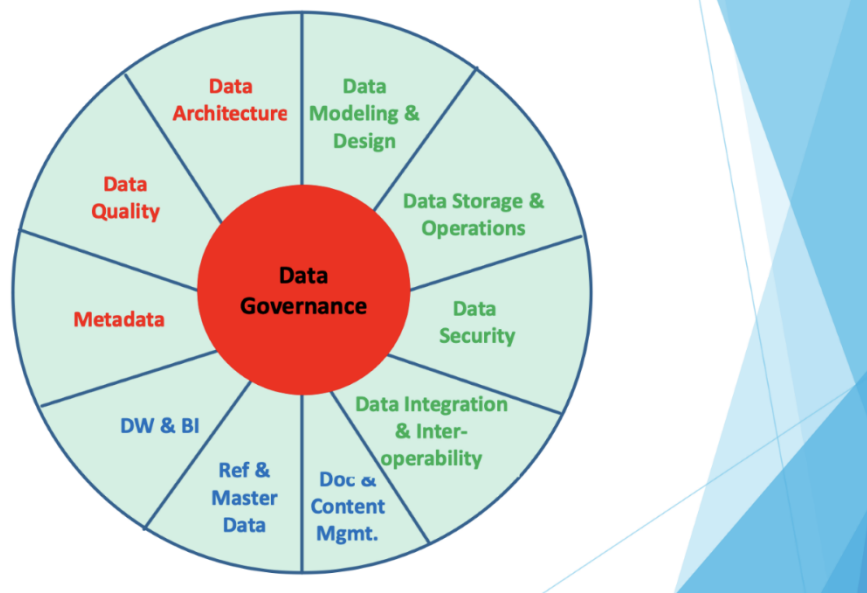 Data
Architecture
Data
Modeling &
Design
Data Storage &
Operations
Data
Security
Data Integration
& Inter-
operability
Doc &
Content
Mgmt.
Ref &
Master
Data
DW & BI
Metadata
Data
Quality
Data
Governance